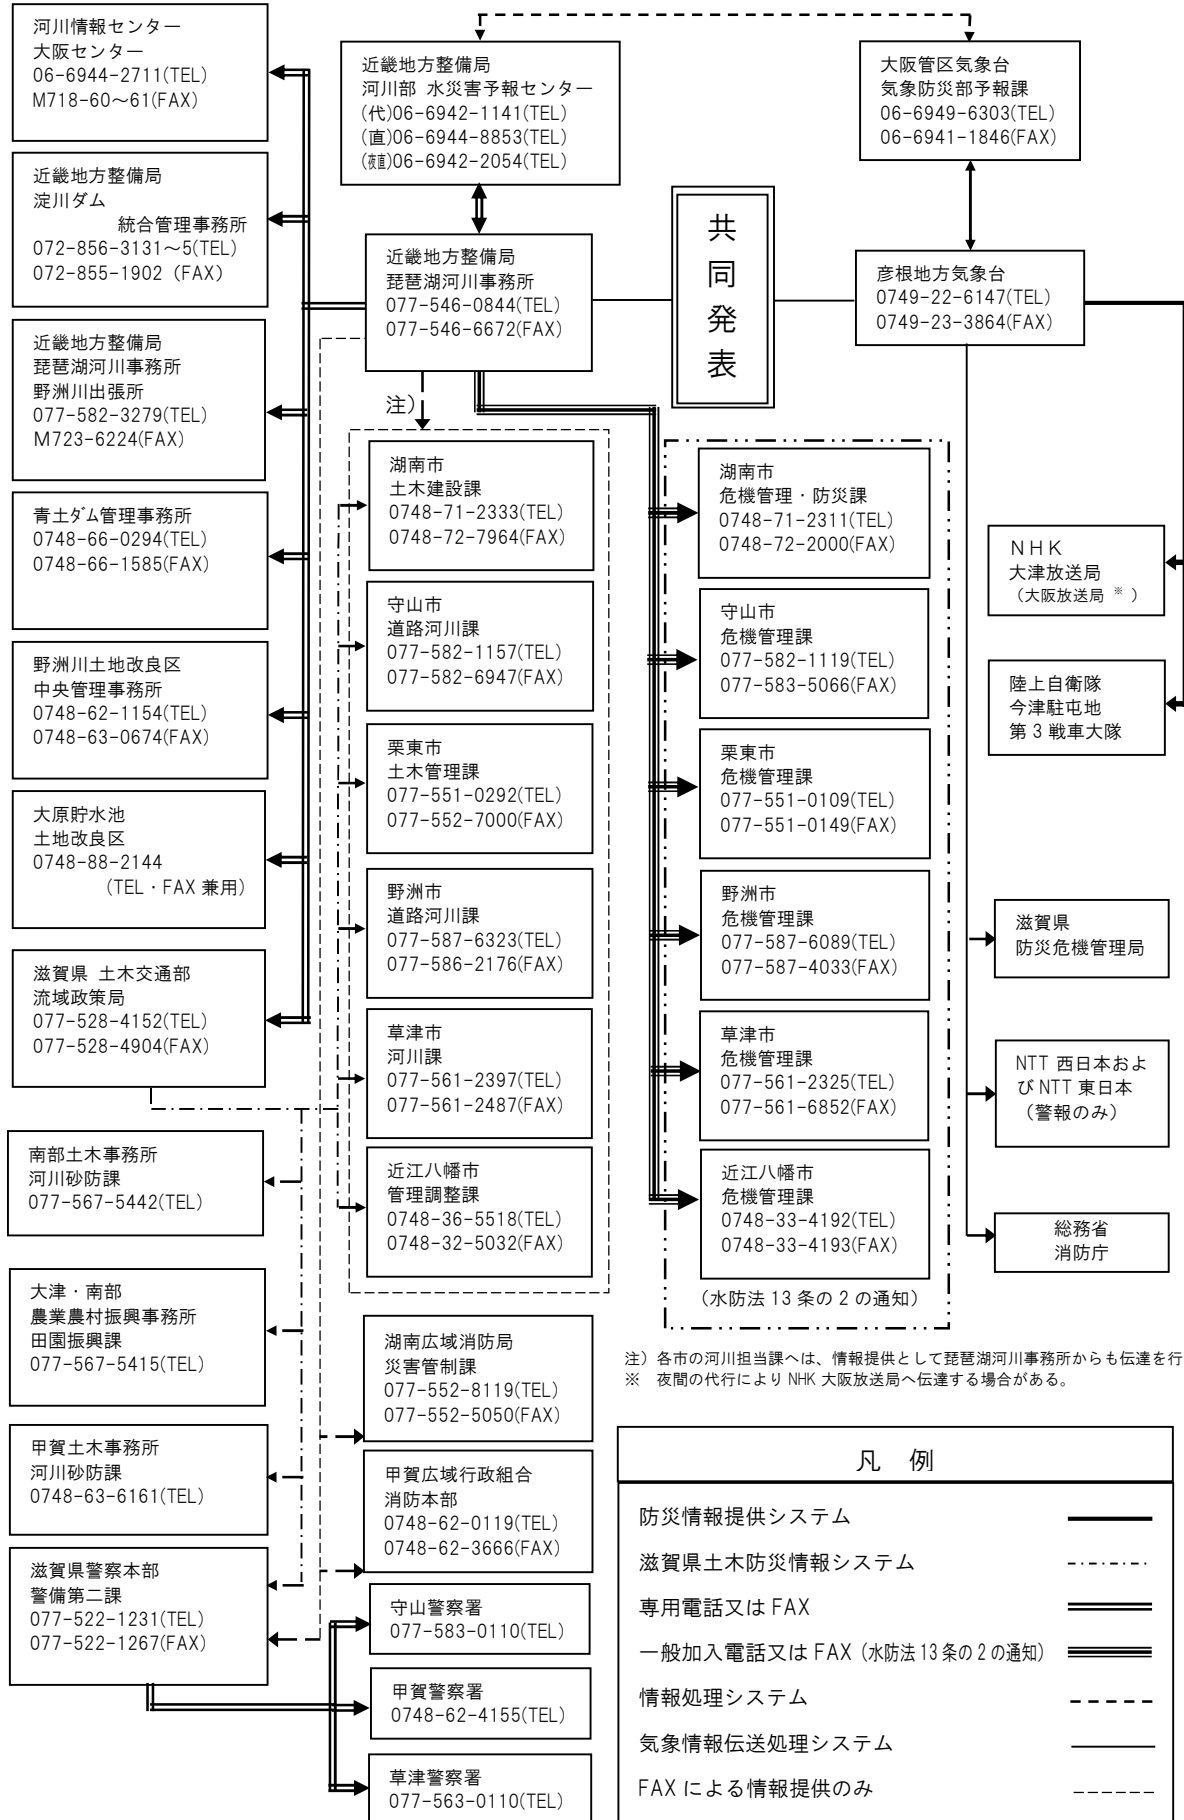 河川情報センター
大阪センター
06-6944-2711(TEL)
M718-60～61(FAX)
近畿地方整備局
河川部 水災害予報センター
(代)06-6942-1141(TEL)
(直)06-6944-8853(TEL)
(夜直)06-6942-2054(TEL)
大阪管区気象台
気象防災部予報課
06-6949-6303(TEL)
06-6941-1846(FAX)
近畿地方整備局
淀川ダム
統合管理事務所
072-856-3131～5(TEL)
072-855-1902 (FAX)
近畿地方整備局
琵琶湖河川事務所
077-546-0844(TEL)
077-546-6672(FAX)
共同発表
彦根地方気象台
0749-22-6147(TEL)
0749-23-3864(FAX)
近畿地方整備局
琵琶湖河川事務所
野洲川出張所
077-582-3279(TEL)
M723-6224(FAX)
注)
青土ダム管理事務所
0748-66-0294(TEL)
0748-66-1585(FAX)
野洲川土地改良区
中央管理事務所
0748-62-1154(TEL)
0748-63-0674(FAX)
大原貯水池
土地改良区
0748-88-2144
(TEL・FAX 兼用)
滋賀県 土木交通部
流域政策局
077-528-4152(TEL)
077-528-4904(FAX)
南部土木事務所
河川砂防課
077-567-5442(TEL)
大津・南部
農業農村振興事務所
田園振興課
077-567-5415(TEL)
甲賀土木事務所
河川砂防課
0748-63-6161(TEL)
滋賀県警察本部
警備第二課
077-522-1231(TEL)
077-522-1267(FAX)
湖南市
土木建設課
0748-71-2333(TEL)
0748-72-7964(FAX)
守山市
道路河川課
077-582-1157(TEL)
077-582-6947(FAX)
栗東市
土木管理課
077-551-0292(TEL)
077-552-7000(FAX)
野洲市
道路河川課
077-587-6323(TEL)
077-586-2176(FAX)
草津市
河川課
077-561-2397(TEL)
077-561-2487(FAX)
近江八幡市
管理調整課
0748-36-5518(TEL)
0748-32-5032(FAX)
湖南広域消防局
災害管制課
077-552-8119(TEL)
077-552-5050(FAX)
甲賀広域行政組合
消防本部
0748-62-0119(TEL)
0748-62-3666(FAX)
守山警察署
077-583-0110(TEL)
甲賀警察署
0748-62-4155(TEL)
草津警察署
077-563-0110(TEL)
湖南市
危機管理・防災課
0748-71-2311(TEL)
0748-72-2000(FAX)
守山市
危機管理課
077-582-1119(TEL)
077-583-5066(FAX)
栗東市
危機管理課
077-551-0109(TEL)
077-551-0149(FAX)
野洲市
危機管理課
077-587-6089(TEL)
077-587-4033(FAX)
草津市
危機管理課
077-561-2325(TEL)
077-561-6852(FAX)
近江八幡市
危機管理課
0748-33-4192(TEL)
0748-33-4193(FAX)
(水防法 13 条の 2 の通知)
ＮＨＫ
大津放送局
（大阪放送局 ※ ）
陸上自衛隊
今津駐屯地
第 3 戦車大隊
滋賀県
防災危機管理局
NTT 西日本およ
び NTT 東日本
（警報のみ）
総務省
消防庁
注）各市の河川担当課へは、情報提供として琵琶湖河川事務所からも伝達を行
※　夜間の代行により NHK 大阪放送局へ伝達する場合がある。
凡　例
防災情報提供システム
滋賀県土木防災情報システム
専用電話又は FAX
一般加入電話又は FAX（水防法 13 条の 2 の通知）
情報処理システム
気象情報伝送処理システム
FAX による情報提供のみ